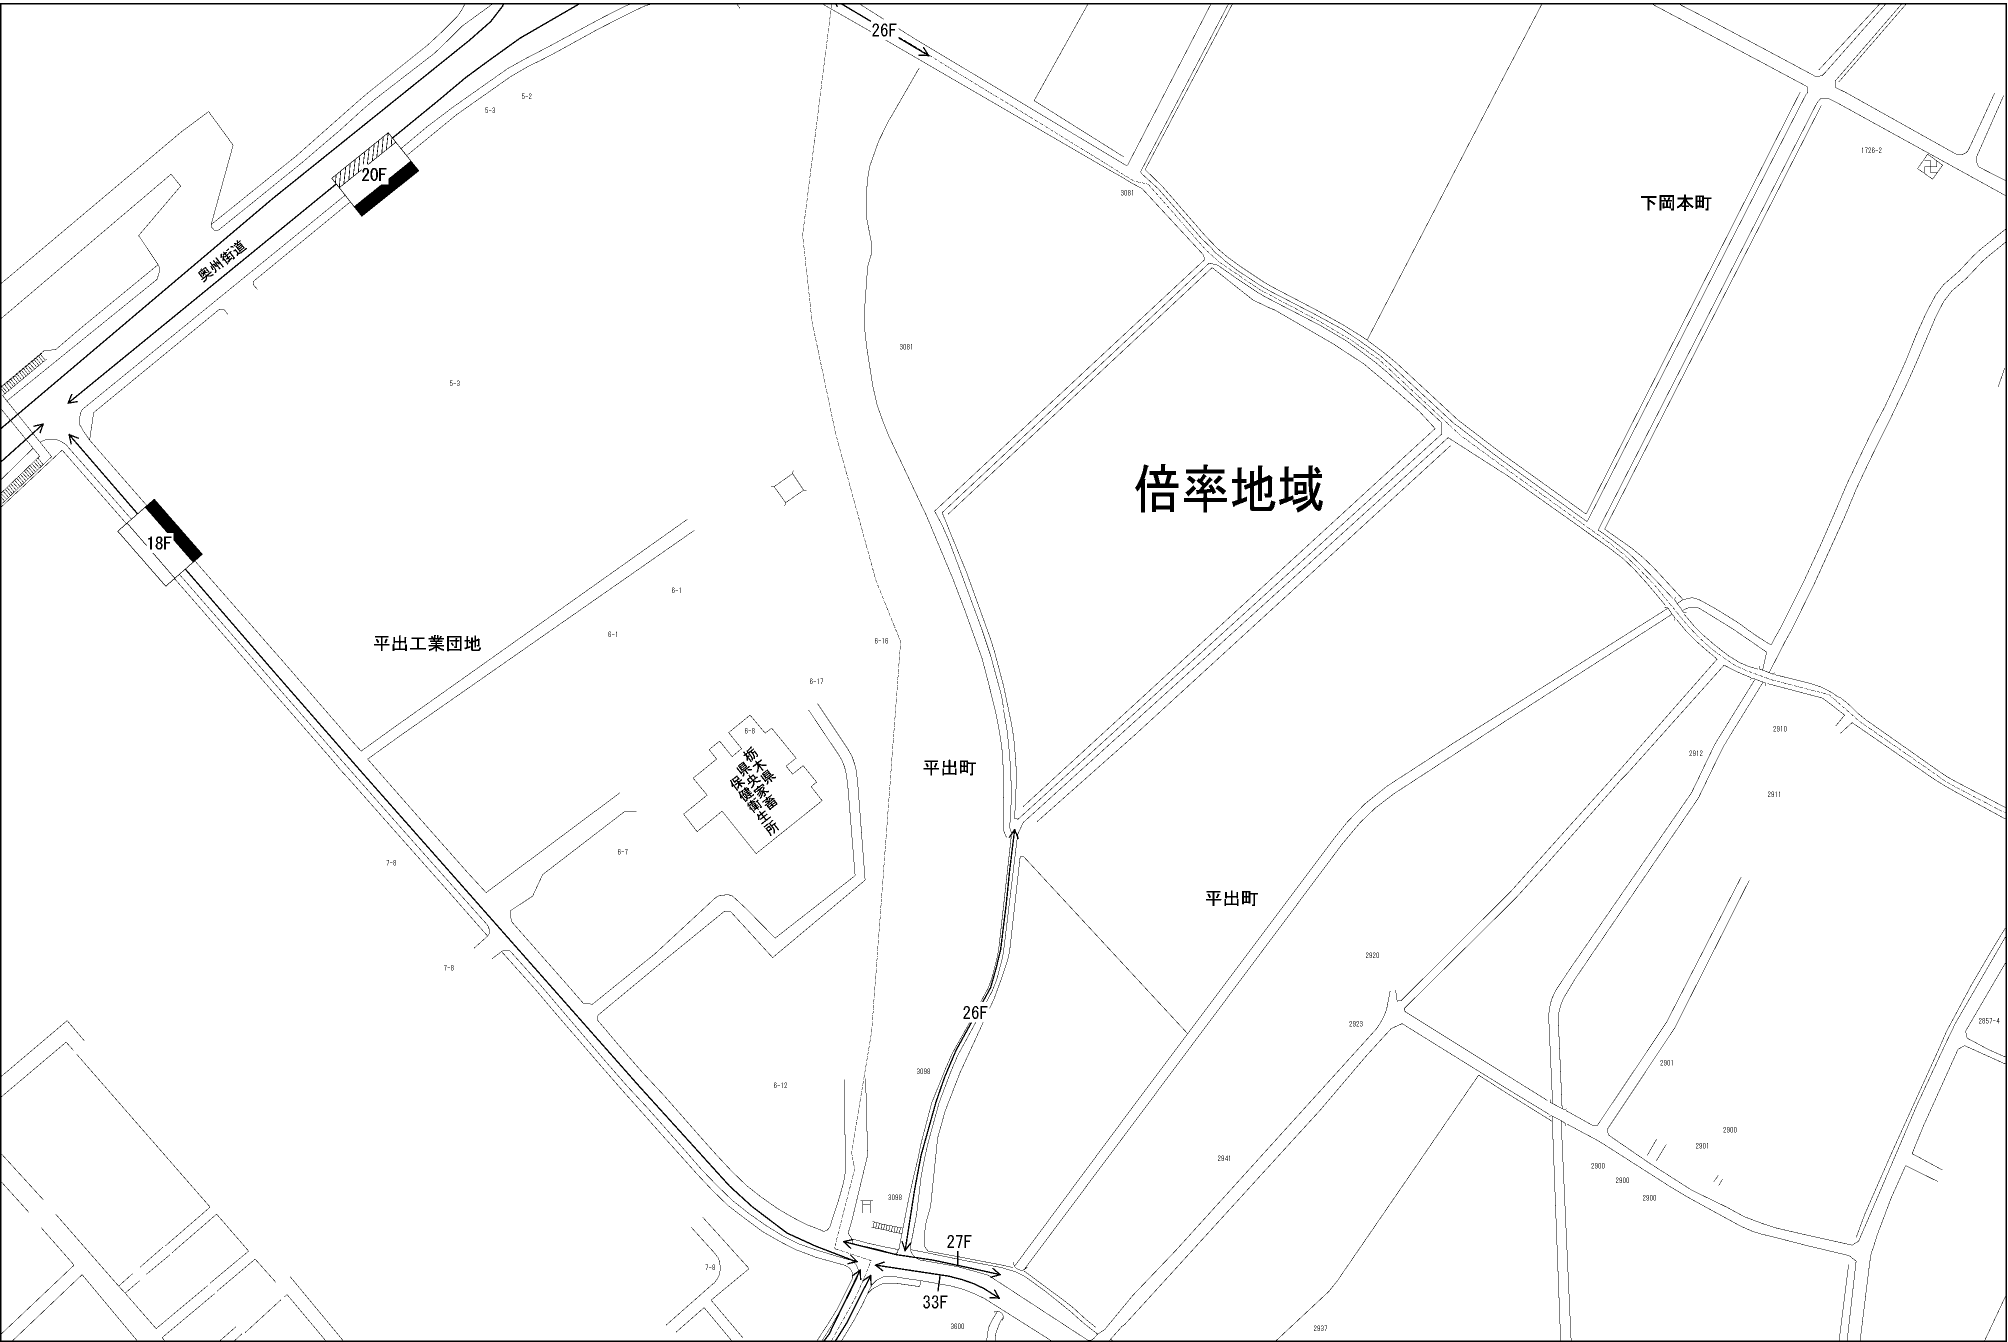 26F
5-2
5-3
20F
1726-2
3081
下岡本町
奥州街道
3081
5-3
倍率地域
18F
6-1
6-1
平出工業団地
6-16
6-17
6-8
栃木県
県央家畜
保健衛生所
2910
2912
平出町
2911
6-7
7-8
平出町
2920
7-8
26F
2923
2857-4
2901
3098
6-12
2900
2901
2941
2900
2900
2900
3098
27F
7-8
33F
3600
2937